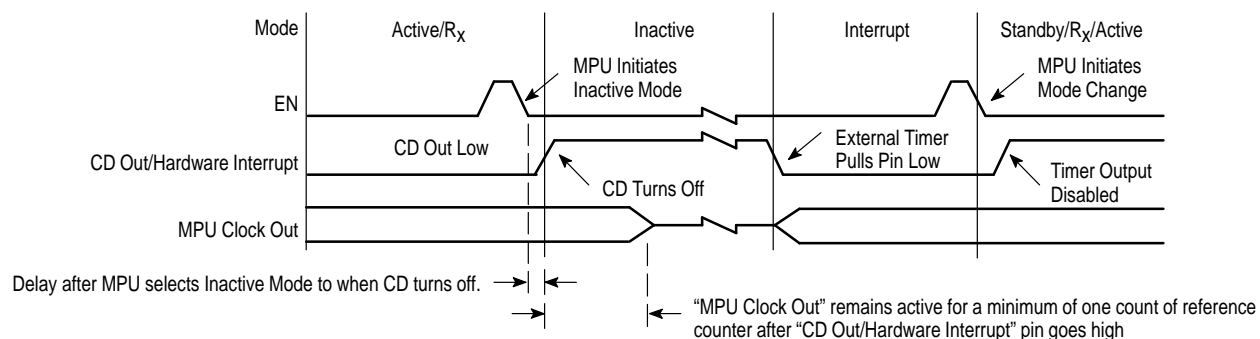 Mode
Active/RX
Inactive
Interrupt
Standby/RX/Active
EN
MPU Initiates
Inactive Mode
MPU Initiates
Mode Change
CD Out/Hardware Interrupt
CD Out Low
CD Turns Off
External Timer
Pulls Pin Low
Timer Output
Disabled
MPU Clock Out
Delay after MPU selects Inactive Mode to when CD turns off.
“MPU Clock Out” remains active for a minimum of one count of reference
counter after “CD Out/Hardware Interrupt” pin goes high